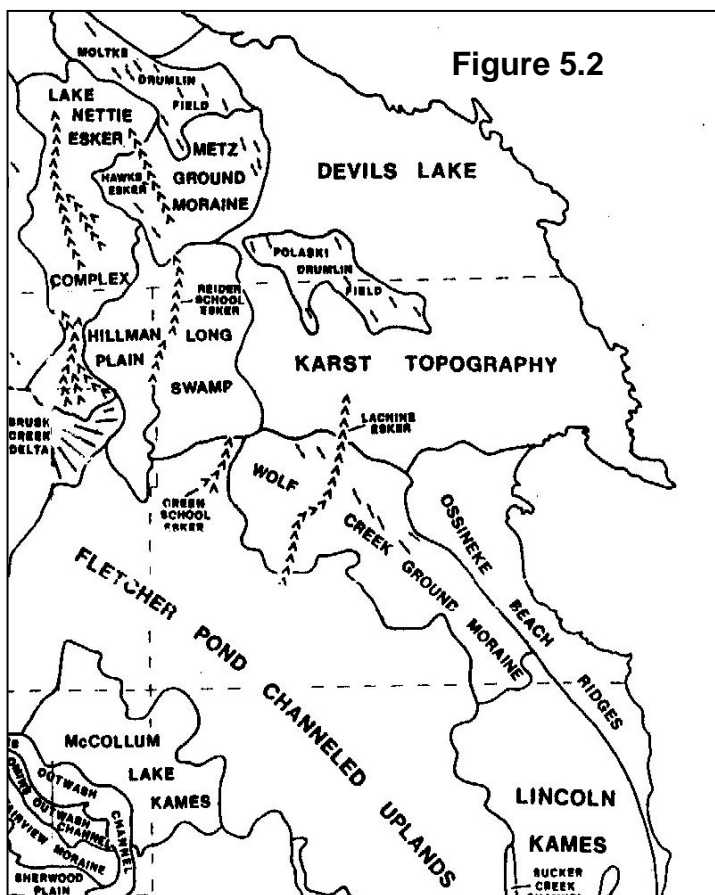 Figure 5.2
MOLTKE
DRUMLIN
FIELD
LAKE
NETTIE
ESKER
COMPLEX
METZ
GROUND
MORAINE
HAWKS
ESKER
DEVILS LAKE
KARST TOPOGRAPHY
POLASKI
DRUMLIN
FIELD
REIDER
SCHOOL
ESKER
HILLMAN
PLAIN
LONG
SWAMP
CREEK
DELTA
LACHINE
ESKER
GREEN
SCHOOL
ESKER
WOLF
CREEK GROUND
MORAINE
OSSINEKE
BEACH
RIDGES
FLETCHER POND CHANNELED UPLANDS
McCOLLUM
LAKE
KAMES
OUTWASH
CHANNEL
OUTWASH
CHANNEL
MORAINE
SHERWOOD
PLAIN
LINCOLN
KAMES
SUCKER
CREEK